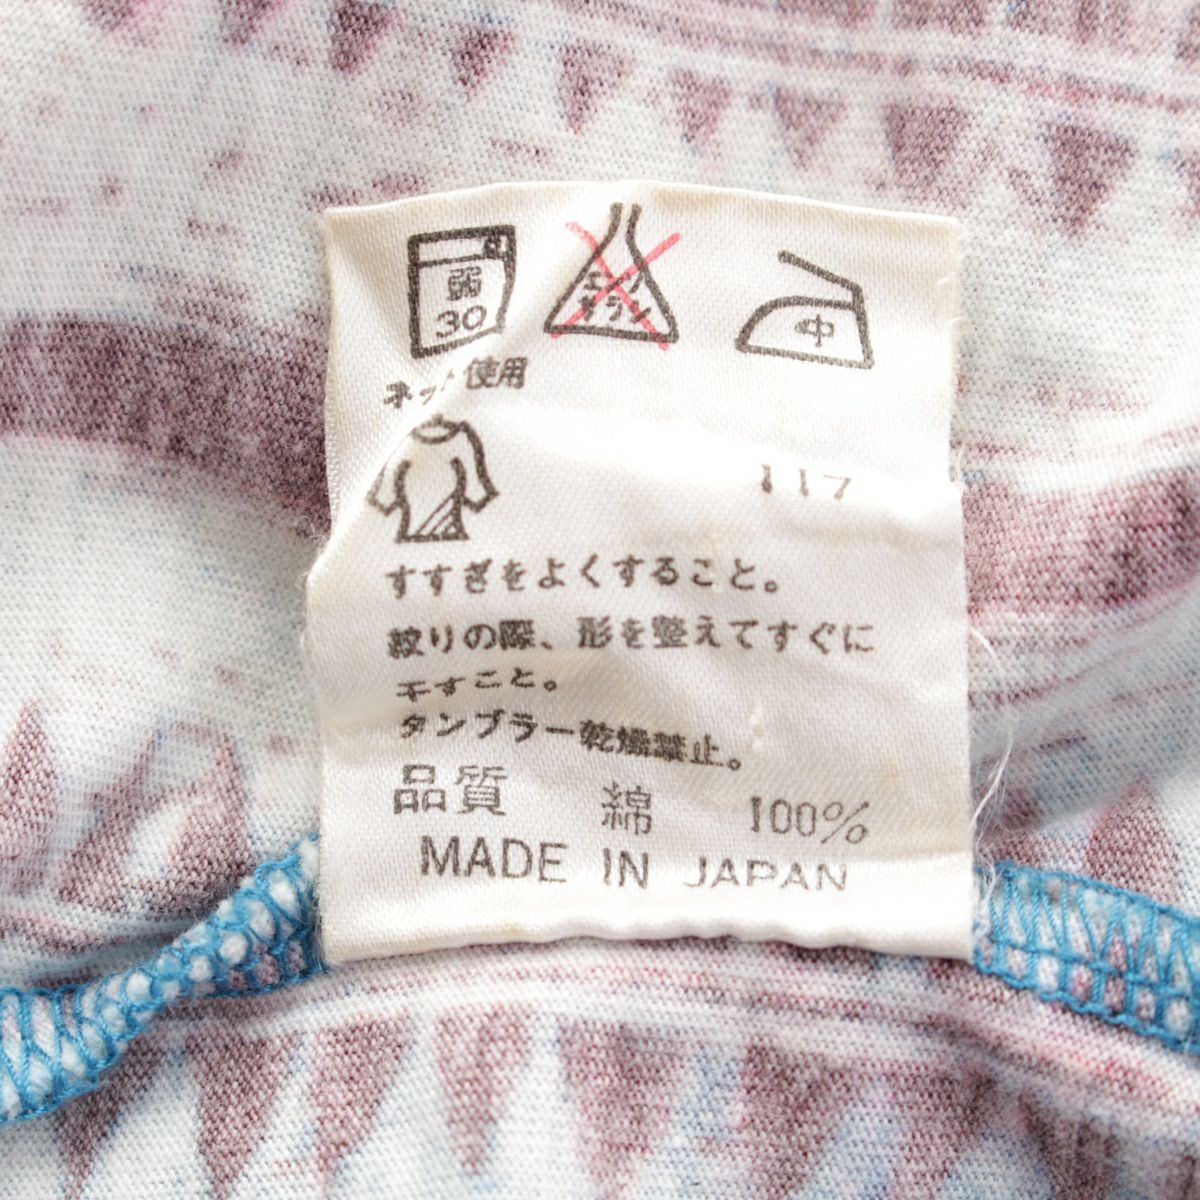 弱
30
エンソ
サラシ
中
ネット使用
117
すすぎをよくすること。
絞りの際、形を整えてすぐに
干すこと。
タンブラー乾燥禁止。
品質 綿 100%
MADE IN JAPAN